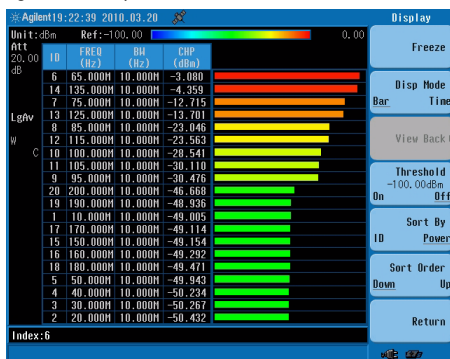 Agilent 19:22:39 2010.03.20
Display
Unit:dBm Ref:-100.00 0.00
Att
20.00
dB
LgAv
W
C
ID FREQ (Hz) BW (Hz) CHP (dBm)
6 65.000M 10.000M -3.080
14 135.000M 10.000M -4.359
7 75.000M 10.000M -12.715
13 125.000M 10.000M -13.701
8 85.000M 10.000M -23.046
12 115.000M 10.000M -23.563
10 100.000M 10.000M -28.541
11 105.000M 10.000M -30.110
9 95.000M 10.000M -30.476
20 200.000M 10.000M -46.668
19 190.000M 10.000M -48.936
1 10.000M 10.000M -49.005
17 170.000M 10.000M -49.114
15 150.000M 10.000M -49.154
16 160.000M 10.000M -49.292
18 180.000M 10.000M -49.471
5 50.000M 10.000M -49.943
4 40.000M 10.000M -50.234
3 30.000M 10.000M -50.267
2 20.000M 10.000M -50.432
Index:6
Freeze
Disp Mode
Bar Time
View Back
Threshold
-100.00dBm
On Off
Sort By
ID Power
Sort Order
Down Up
Return